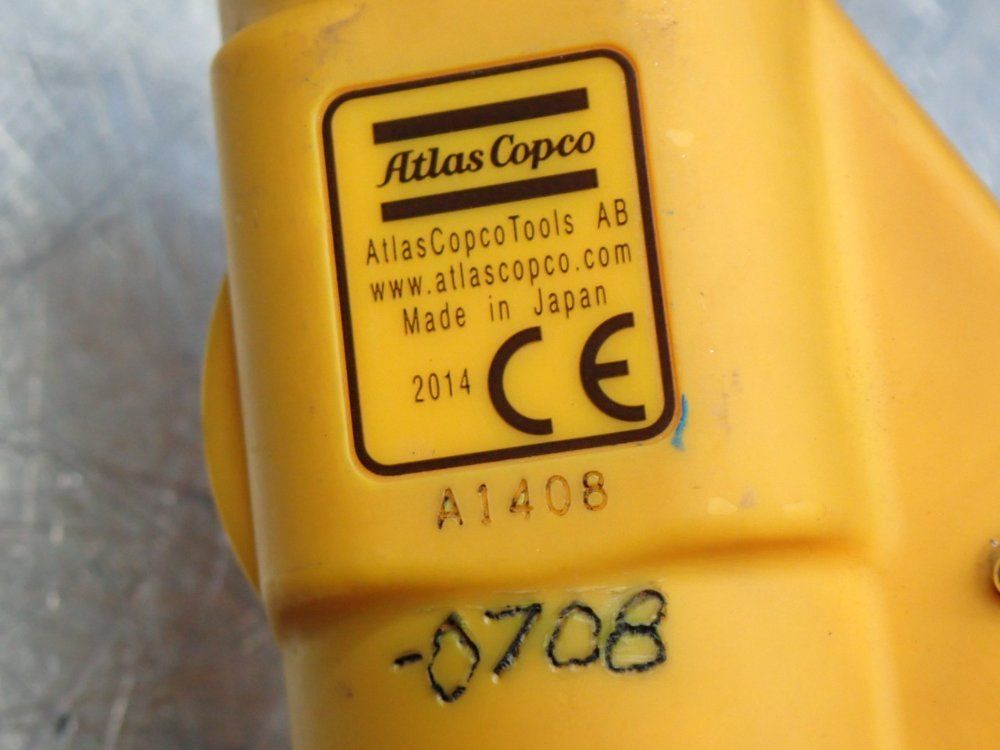 Atlas Copco
AtlasCopcoTools AB
www.atlascopco.com
Made in Japan
2014 CE
A1408
-0708